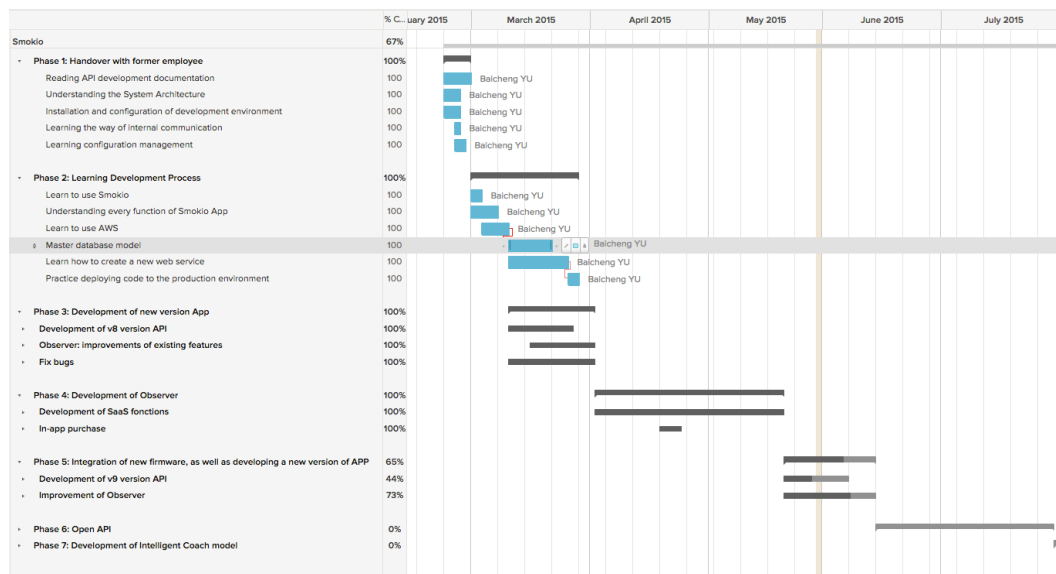 % C... uary 2015 March 2015 April 2015 May 2015 June 2015 July 2015
Smokio 67%
Phase 1: Handover with former employee 100%
Reading API development documentation 100 Baicheng YU
Understanding the System Architecture 100 Baicheng YU
Installation and configuration of development environment 100 Baicheng YU
Learning the way of internal communication 100 Baicheng YU
Learning configuration management 100 Baicheng YU
Phase 2: Learning Development Process 100%
Learn to use Smokio 100 Baicheng YU
Understanding every function of Smokio App 100 Baicheng YU
Learn to use AWS 100 Baicheng YU
Master database model 100 Baicheng YU
Learn how to create a new web service 100 Baicheng YU
Practice deploying code to the production environment 100 Baicheng YU
Phase 3: Development of new version App 100%
Development of v8 version API 100%
Observer: improvements of existing features 100%
Fix bugs 100%
Phase 4: Development of Observer 100%
Development of SaaS fonctions 100%
In-app purchase 100%
Phase 5: Integration of new firmware, as well as developing a new version of APP 65%
Development of v9 version API 44%
Improvement of Observer 73%
Phase 6: Open API 0%
Phase 7: Development of Intelligent Coach model 0%